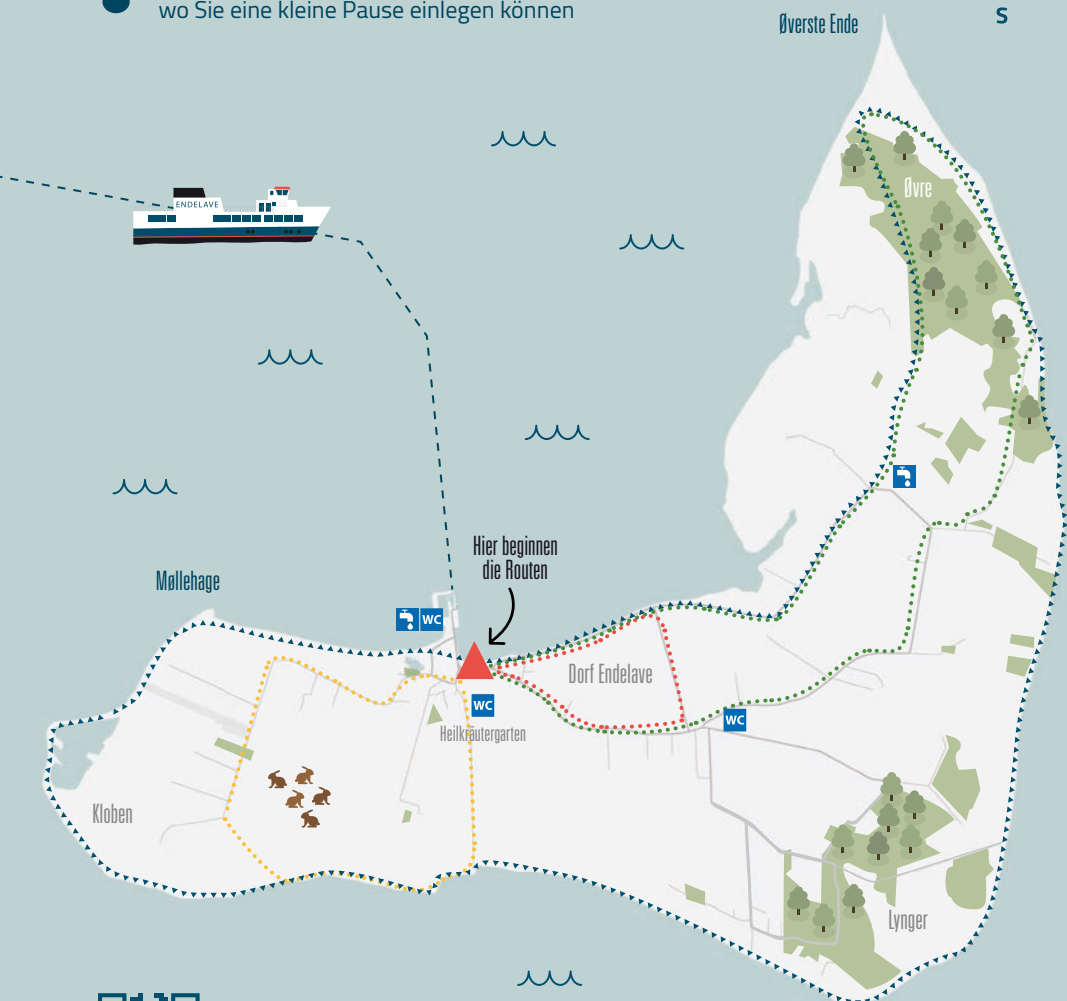 wo Sie eine kleine Pause einlegen können
Øverste Ende
S
ENDELAVE
Øvre
Hier beginnen
die Routen
Møllehage
WC
Dorf Endelave
WC
WC
Heilkräutergarten
Kloben
Lynger